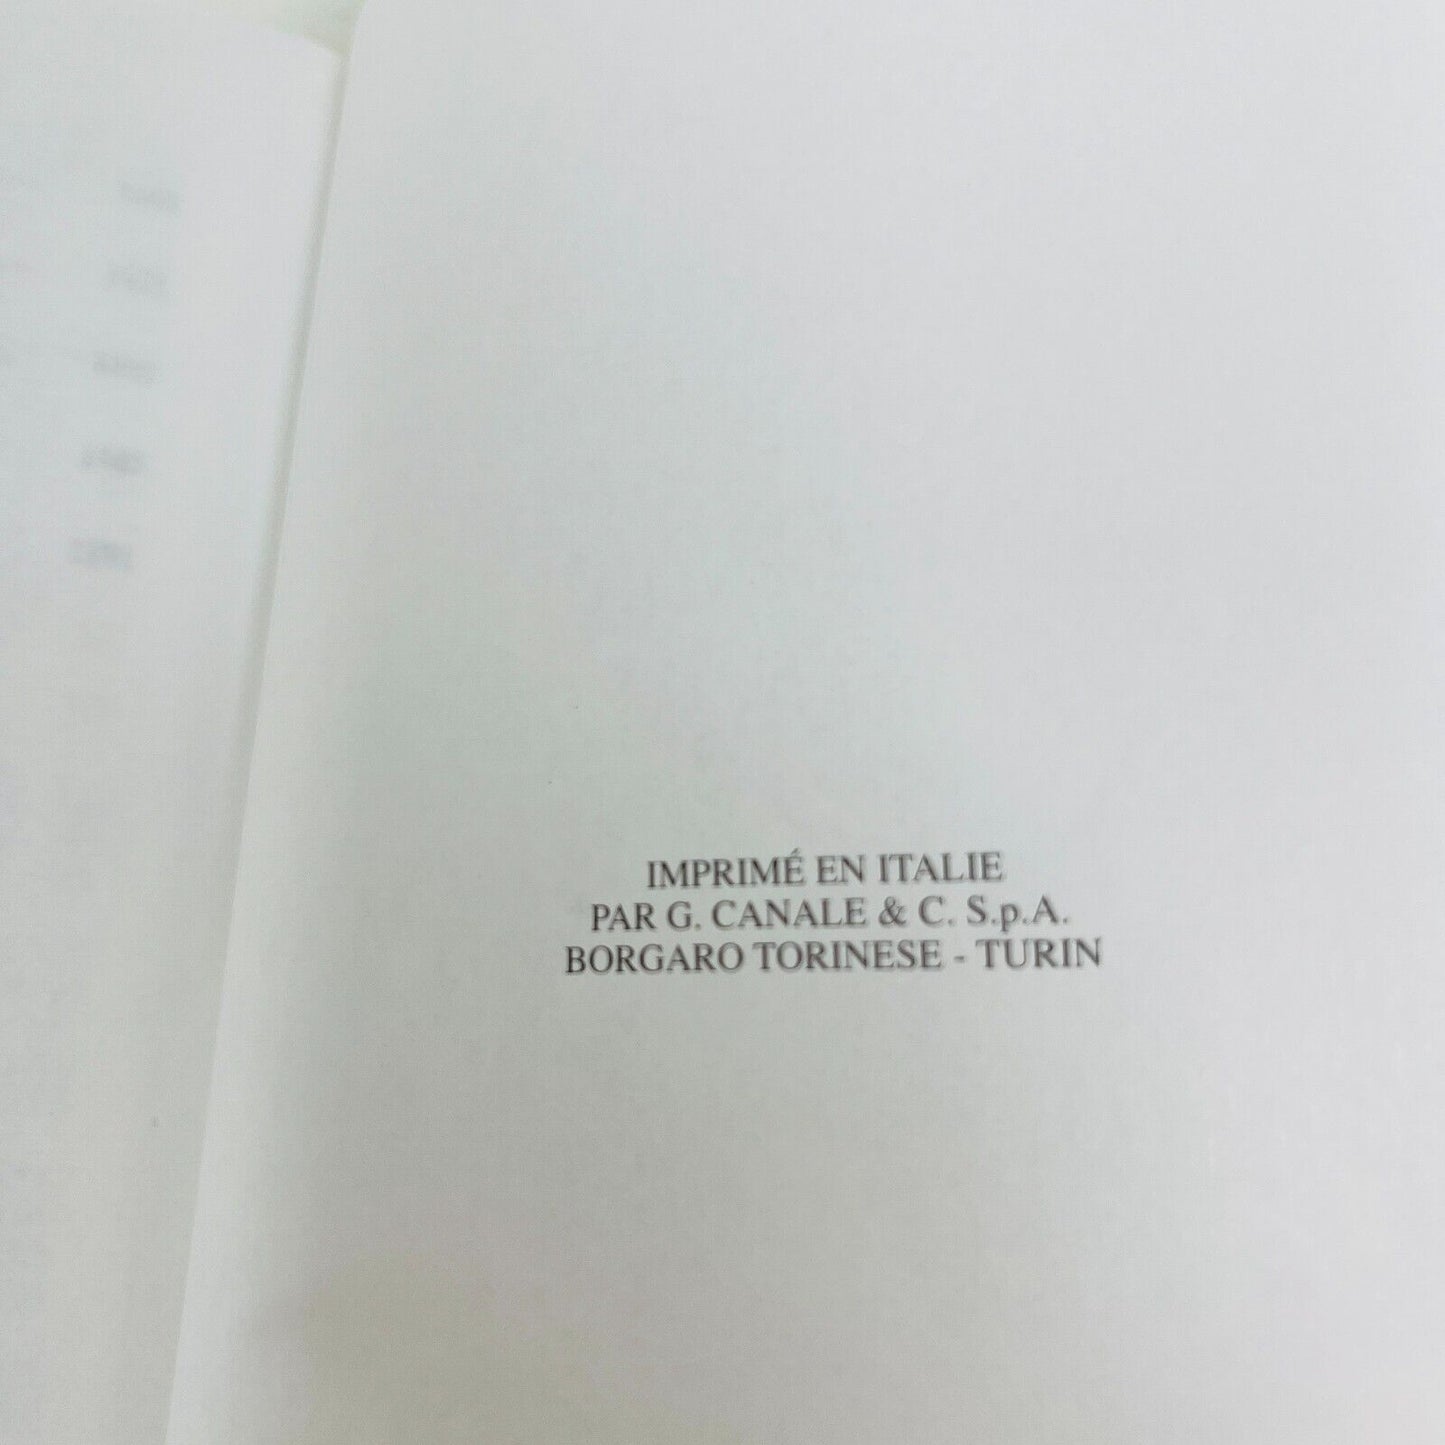 IMPRIMÉ EN ITALIE
PAR G. CANALE & C. S.p.A.
BORGARO TORINESE - TURIN